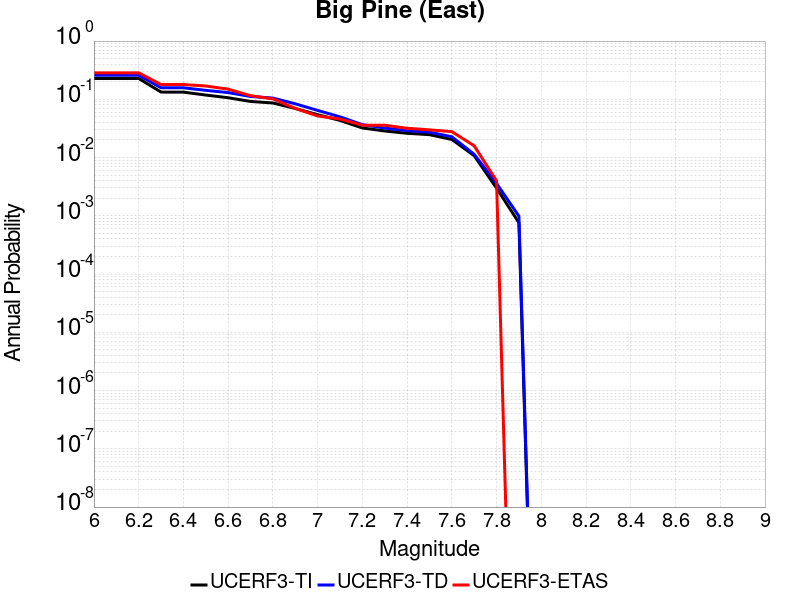 Big Pine (East)
10^0
10^-1
10^-2
10^-3
10^-4
10^-5
10^-6
10^-7
10^-8
Annual Probability
6 6.2 6.4 6.6 6.8 7 7.2 7.4 7.6 7.8 8 8.2 8.4 8.6 8.8 9
Magnitude
UCERF3-TI UCERF3-TD UCERF3-ETAS